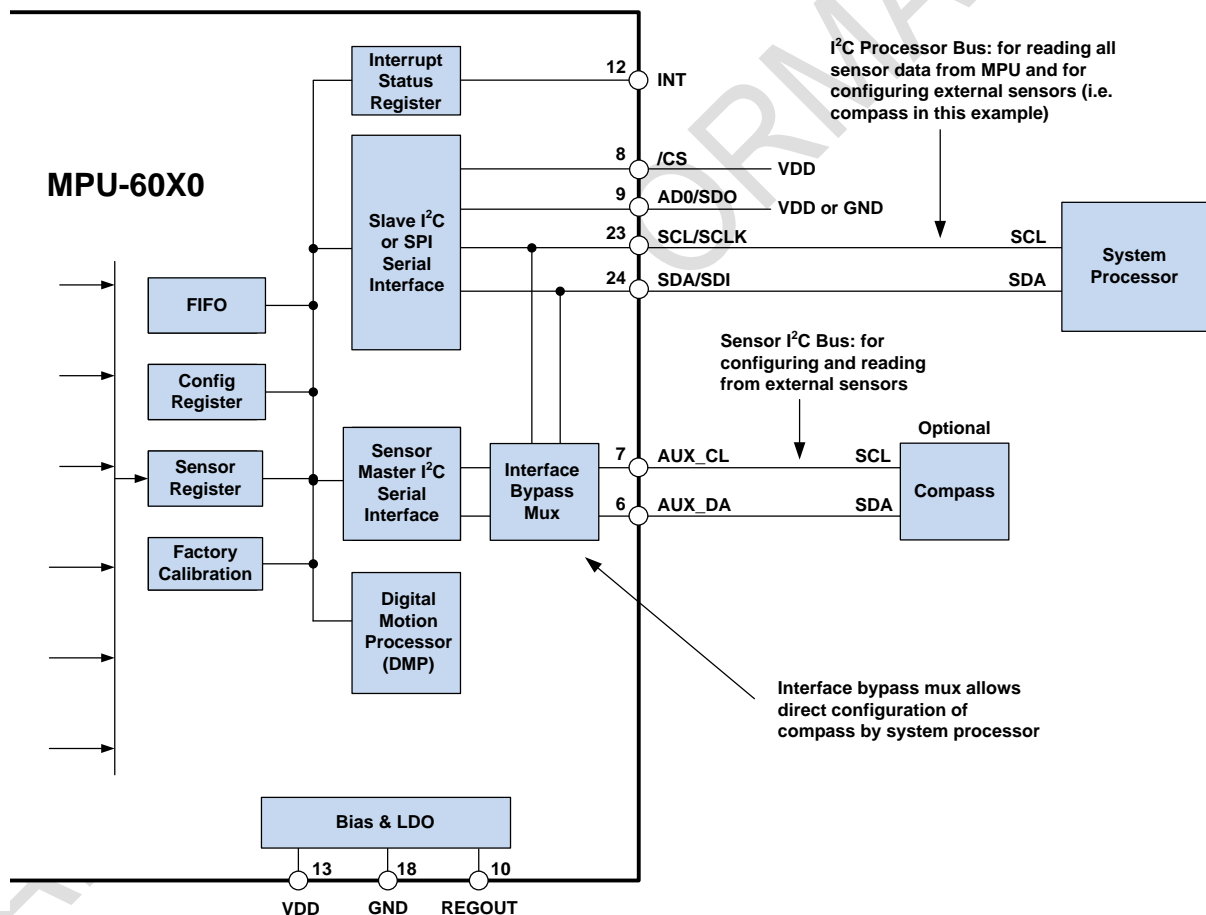 I²C Processor Bus: for reading all
sensor data from MPU and for
configuring external sensors (i.e.
compass in this example)
Interrupt
Status
Register
12
INT
MPU-60X0
Slave I²C
or SPI
Serial
Interface
8
/CS
VDD
9
AD0/SDO
VDD or GND
23
SCL/SCLK
SCL
24
SDA/SDI
SDA
System
Processor
FIFO
Config
Register
Sensor
Register
Factory
Calibration
Sensor I²C Bus: for
configuring and reading
from external sensors
Sensor
Master I²C
Serial
Interface
Interface
Bypass
Mux
7
AUX_CL
SCL
6
AUX_DA
SDA
Optional
Compass
Digital
Motion
Processor
(DMP)
Interface bypass mux allows
direct configuration of
compass by system processor
Bias & LDO
13
18
10
VDD
GND
REGOUT